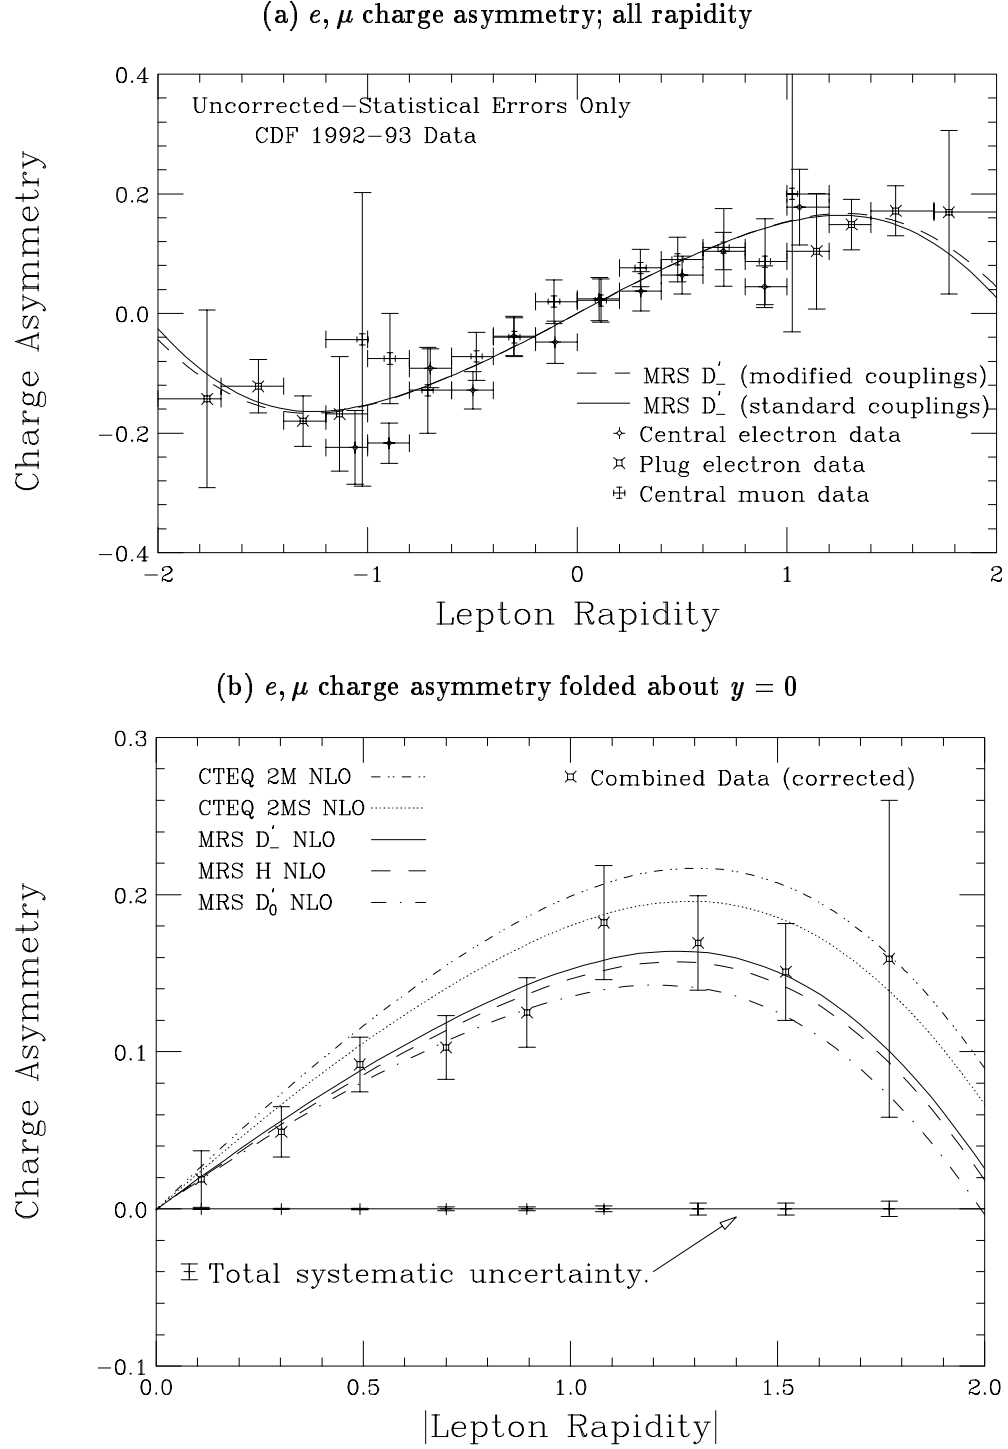 (a) e, μ charge asymmetry; all rapidity
0.4
Uncorrected−Statistical Errors Only
CDF 1992−93 Data
0.2
0.0
−0.2
−0.4
Charge Asymmetry
MRS D′₋ (modified couplings)
MRS D′₋ (standard couplings)
Central electron data
Plug electron data
Central muon data
−2 −1 0 1 2
Lepton Rapidity
(b) e, μ charge asymmetry folded about y = 0
0.3
CTEQ 2M NLO
CTEQ 2MS NLO
MRS D′₋ NLO
MRS H NLO
MRS D′₀ NLO
Combined Data (corrected)
0.2
0.1
0.0
−0.1
Charge Asymmetry
Total systematic uncertainty.
0.0 0.5 1.0 1.5 2.0
|Lepton Rapidity|